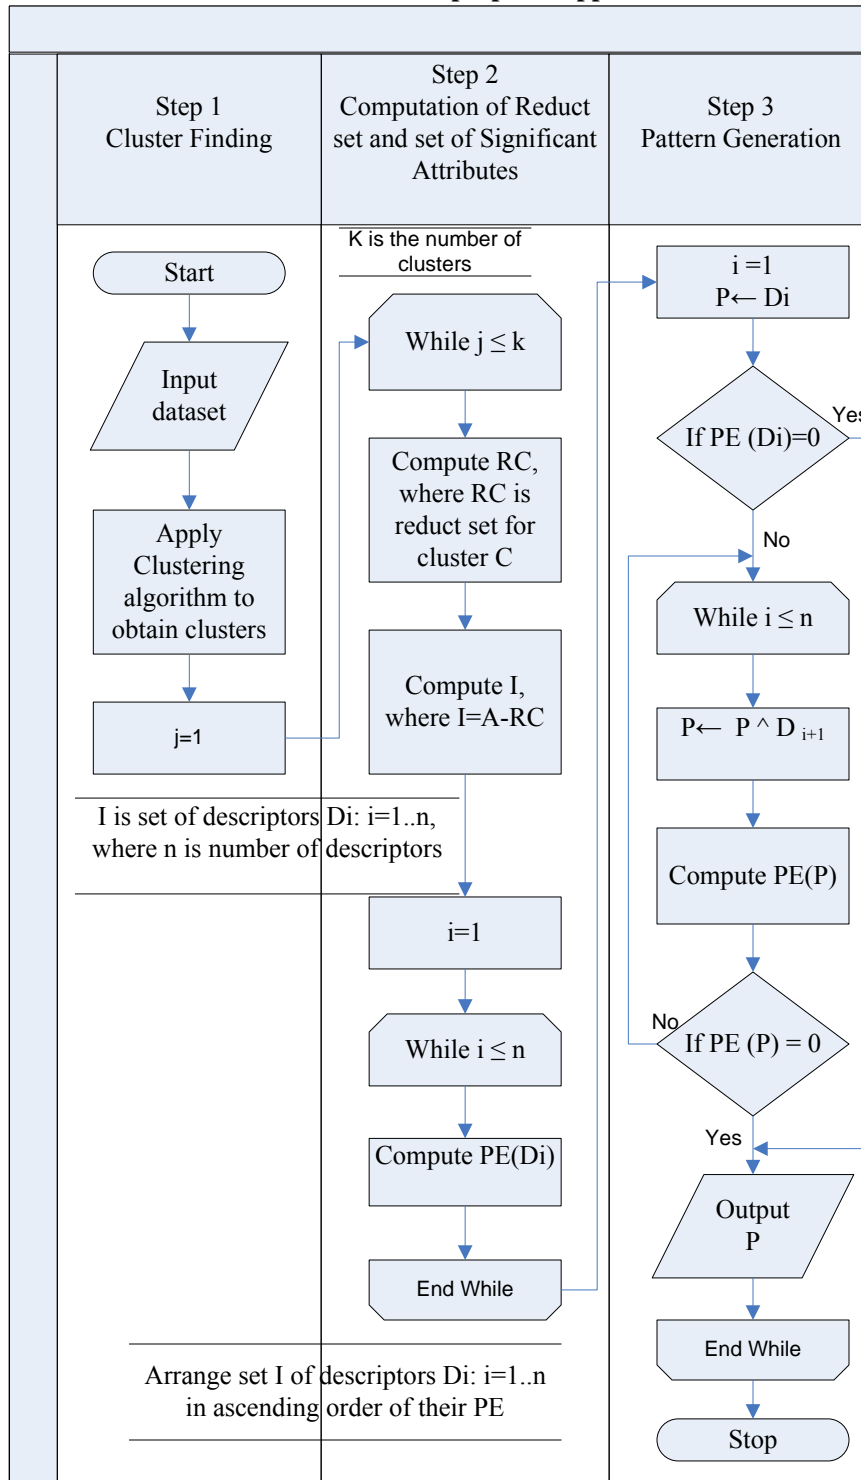 Step 1
Cluster Finding
Step 2
Computation of Reduct
set and set of Significant
Attributes
Step 3
Pattern Generation
Start
Input
dataset
Apply
Clustering
algorithm to
obtain clusters
j=1
K is the number of
clusters
While j ≤ k
Compute RC,
where RC is
reduct set for
cluster C
Compute I,
where I=A-RC
I is set of descriptors Di: i=1..n,
where n is number of descriptors
i=1
While i ≤ n
Compute PE(Di)
End While
Arrange set I of descriptors Di: i=1..n
in ascending order of their PE
i =1
P← Di
If PE (Di)=0
Yes
No
While i ≤ n
P← P ^ D i+1
Compute PE(P)
No
If PE (P) = 0
Yes
Output
P
End While
Stop